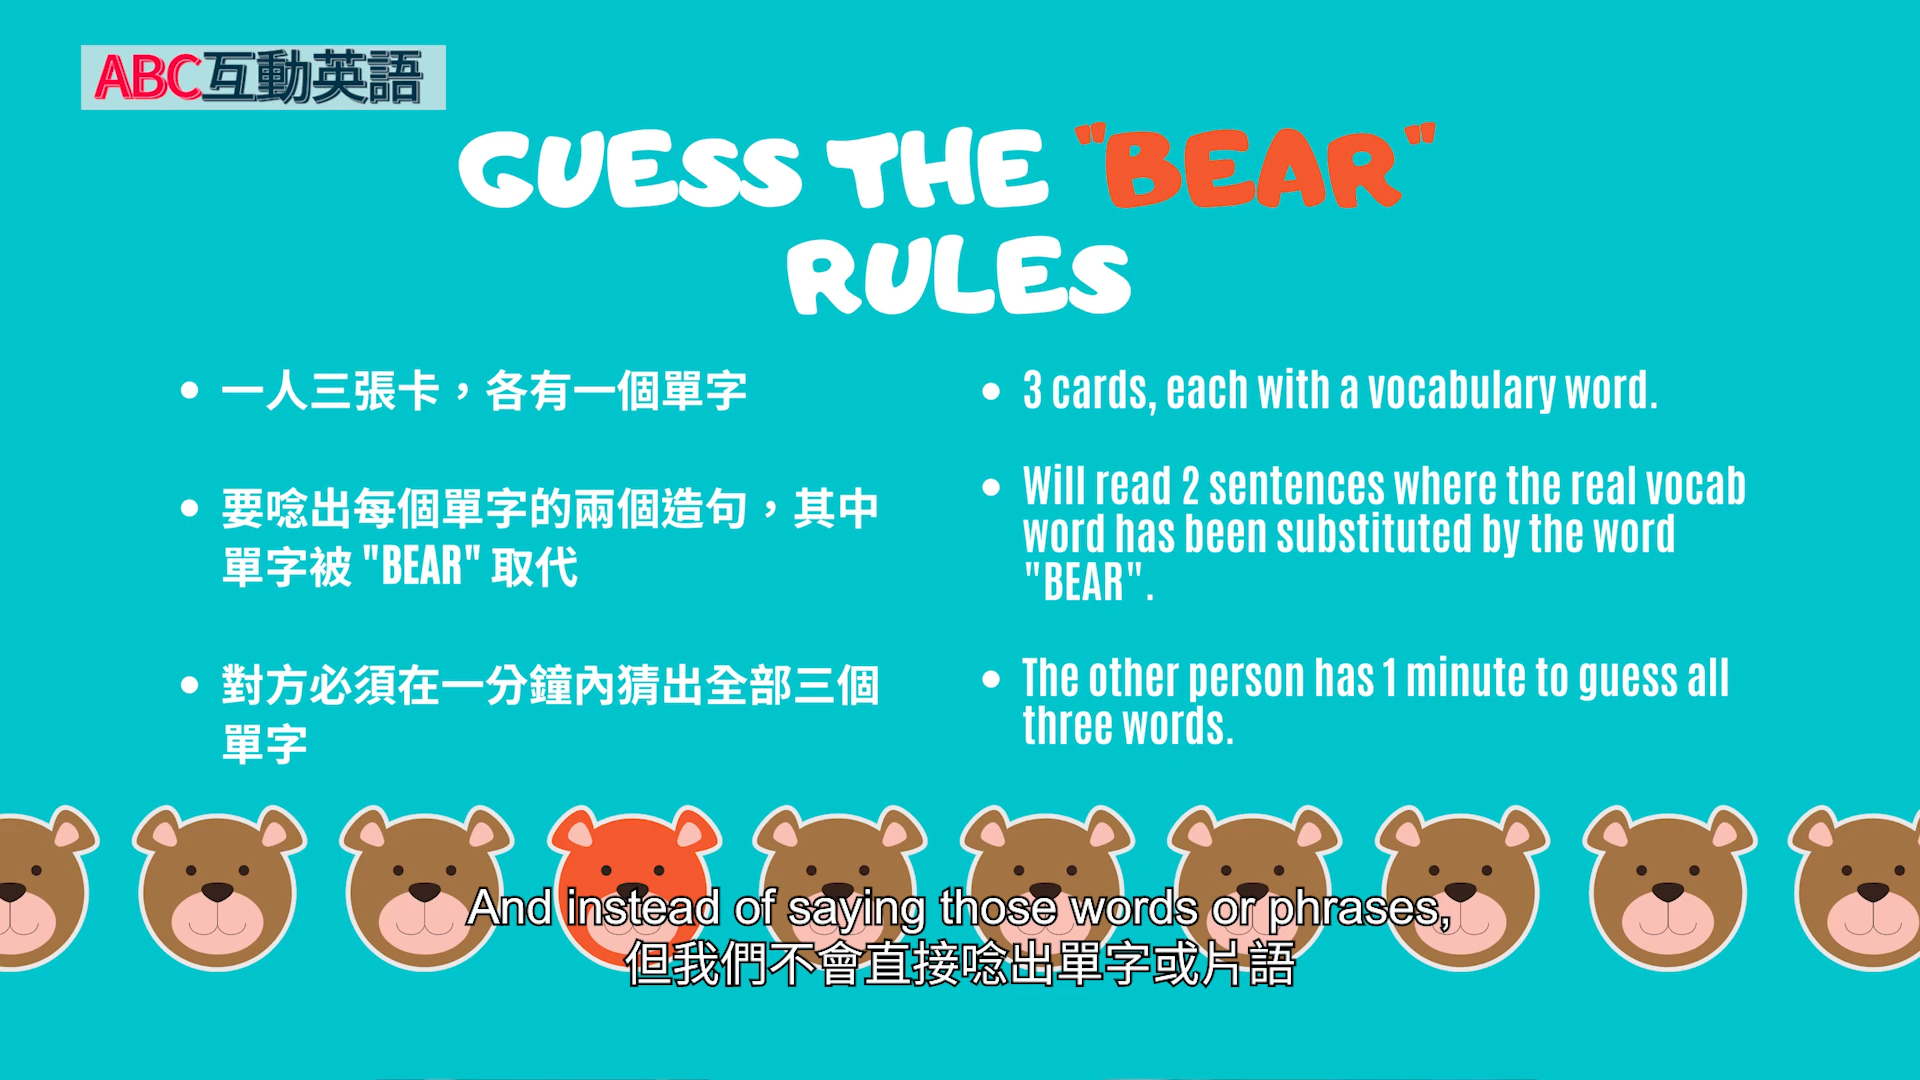 ABC互動英語
GUESS THE "BEAR"
RULES
一人三張卡，各有一個單字
要唸出每個單字的兩個造句，其中
單字被 "BEAR" 取代
對方必須在一分鐘內猜出全部三個
單字
3 cards, each with a vocabulary word.
Will read 2 sentences where the real vocab
word has been substituted by the word
"BEAR".
The other person has 1 minute to guess all
three words.
And instead of saying those words or phrases,
但我們不會直接唸出單字或片語